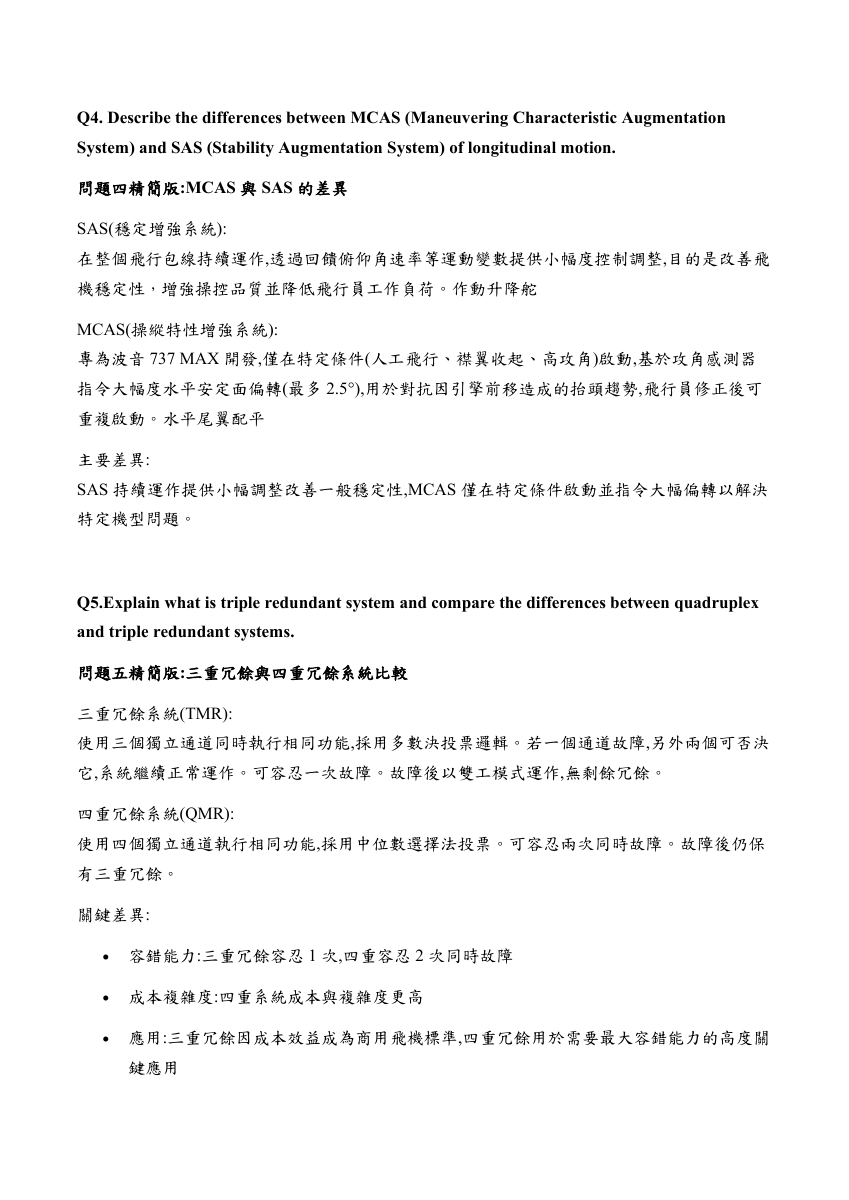 Q4. Describe the differences between MCAS (Maneuvering Characteristic Augmentation
System) and SAS (Stability Augmentation System) of longitudinal motion.
問題四精簡版:MCAS 與 SAS 的差異
SAS(穩定增強系統):
在整個飛行包線持續運作,透過回饋俯仰角速率等運動變數提供小幅度控制調整,目的是改善飛
機穩定性，增強操控品質並降低飛行員工作負荷。作動升降舵
MCAS(操縱特性增強系統):
專為波音 737 MAX 開發,僅在特定條件(人工飛行、襟翼收起、高攻角)啟動,基於攻角感測器
指令大幅度水平安定面偏轉(最多 2.5°),用於對抗因引擎前移造成的抬頭趨勢,飛行員修正後可
重複啟動。水平尾翼配平
主要差異:
SAS 持續運作提供小幅調整改善一般穩定性,MCAS 僅在特定條件啟動並指令大幅偏轉以解決
特定機型問題。
Q5.Explain what is triple redundant system and compare the differences between quadruplex
and triple redundant systems.
問題五精簡版:三重冗餘與四重冗餘系統比較
三重冗餘系統(TMR):
使用三個獨立通道同時執行相同功能,採用多數決投票邏輯。若一個通道故障,另外兩個可否決
它,系統繼續正常運作。可容忍一次故障。故障後以雙工模式運作,無剩餘冗餘。
四重冗餘系統(QMR):
使用四個獨立通道執行相同功能,採用中位數選擇法投票。可容忍兩次同時故障。故障後仍保
有三重冗餘。
關鍵差異:
• 容錯能力:三重冗餘容忍 1 次,四重容忍 2 次同時故障
• 成本複雜度:四重系統成本與複雜度更高
• 應用:三重冗餘因成本效益成為商用飛機標準,四重冗餘用於需要最大容錯能力的高度關
鍵應用